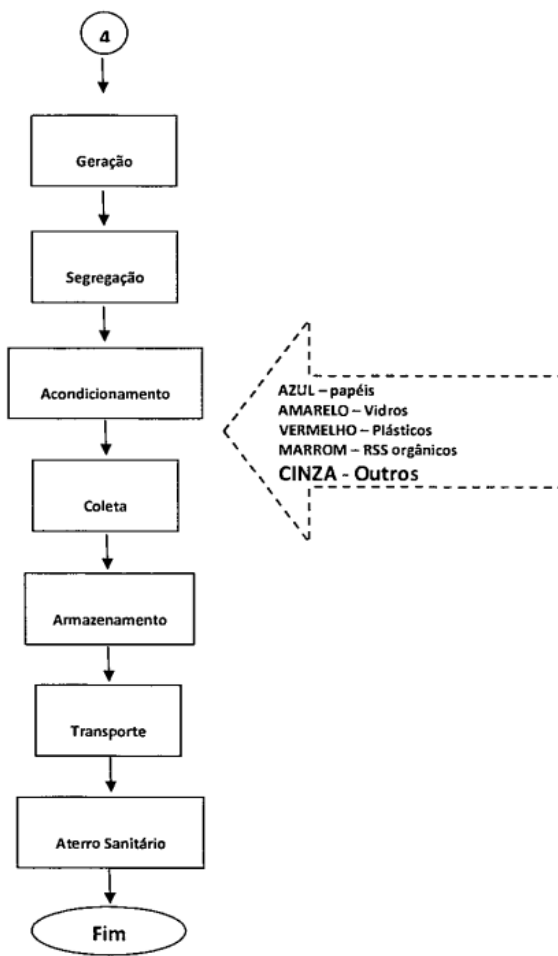 4
Geração
Segregação
Acondicionamento
AZUL – papéis
AMARELO – Vidros
VERMELHO – Plásticos
MARROM – RSS orgânicos
CINZA - Outros
Coleta
Armazenamento
Transporte
Aterro Sanitário
Fim